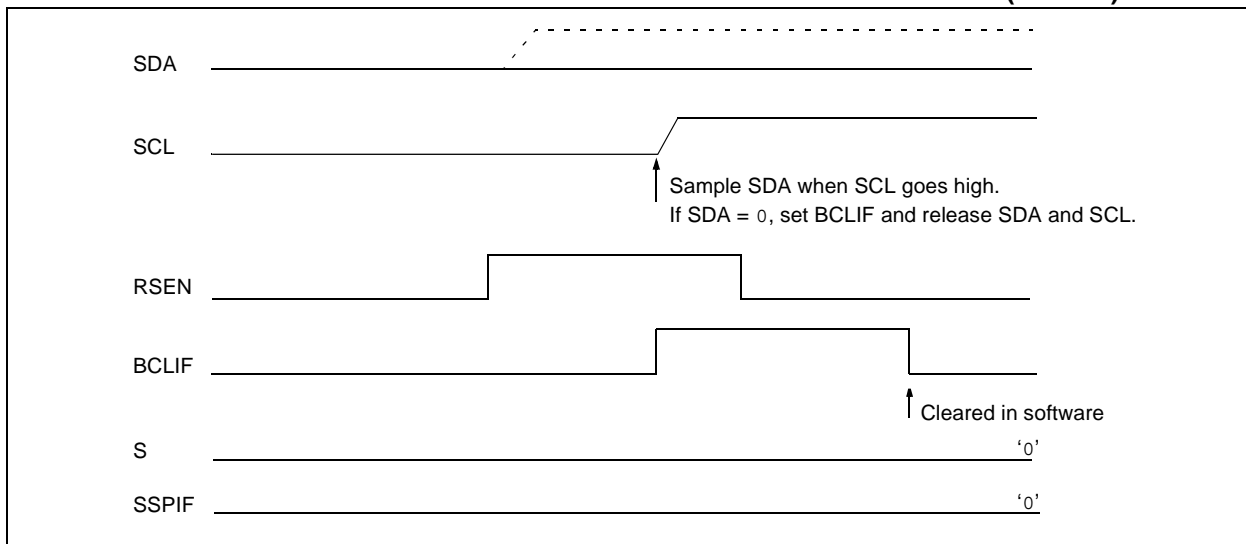 SDA
SCL
Sample SDA when SCL goes high.
If SDA = 0, set BCLIF and release SDA and SCL.
RSEN
BCLIF
Cleared in software
S
‘0’
SSPIF
‘0’